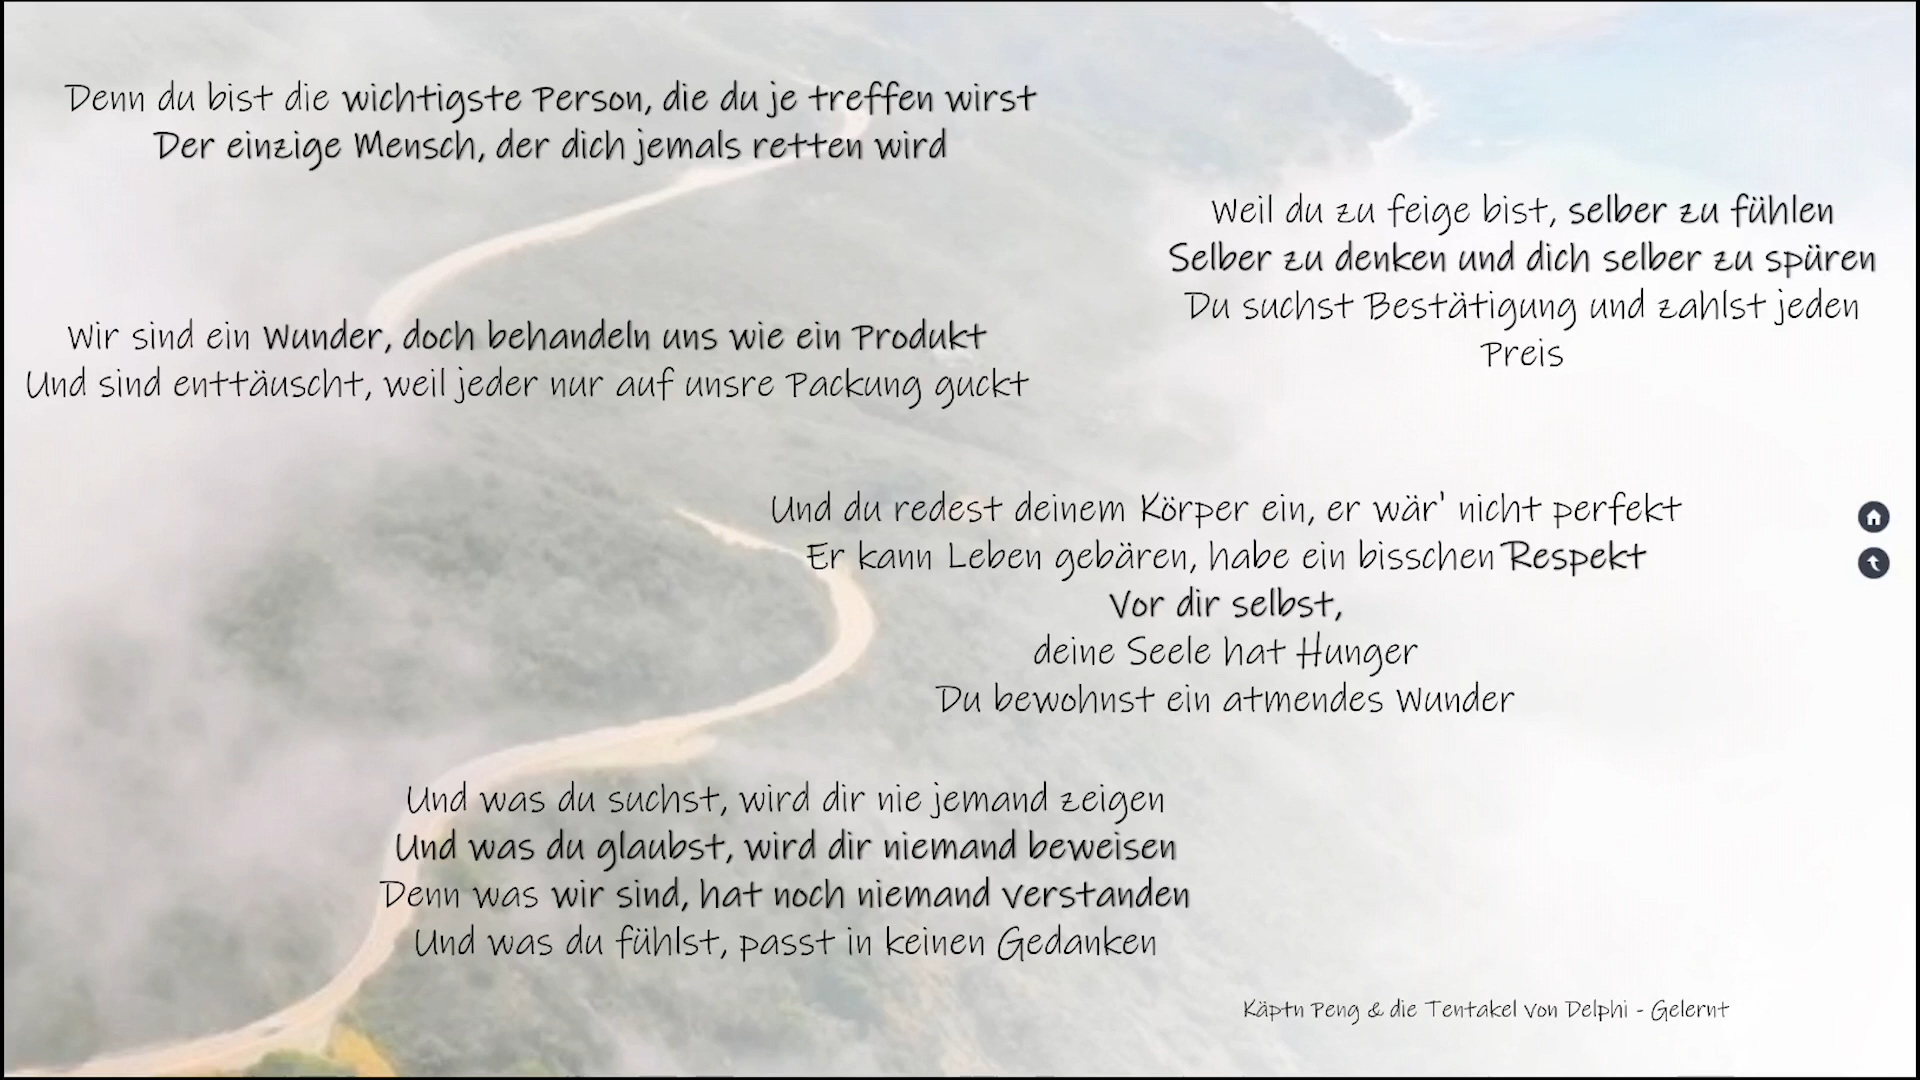 Denn du bist die wichtigste Person, die du je treffen wirst
Der einzige Mensch, der dich jemals retten wird
Weil du zu feige bist, selber zu fühlen
Selber zu denken und dich selber zu spüren
Du suchst Bestätigung und zahlst jeden
Preis
Wir sind ein Wunder, doch behandeln uns wie ein Produkt
Und sind enttäuscht, weil jeder nur auf unsre Packung guckt
Und du redest deinem Körper ein, er wär' nicht perfekt
Er kann Leben gebären, habe ein bisschen Respekt
Vor dir selbst,
deine Seele hat Hunger
Du bewohnst ein atmendes Wunder
Und was du suchst, wird dir nie jemand zeigen
Und was du glaubst, wird dir niemand beweisen
Denn was wir sind, hat noch niemand verstanden
Und was du fühlst, passt in keinen Gedanken
Käptn Peng & die Tentakel von Delphi - Gelernt